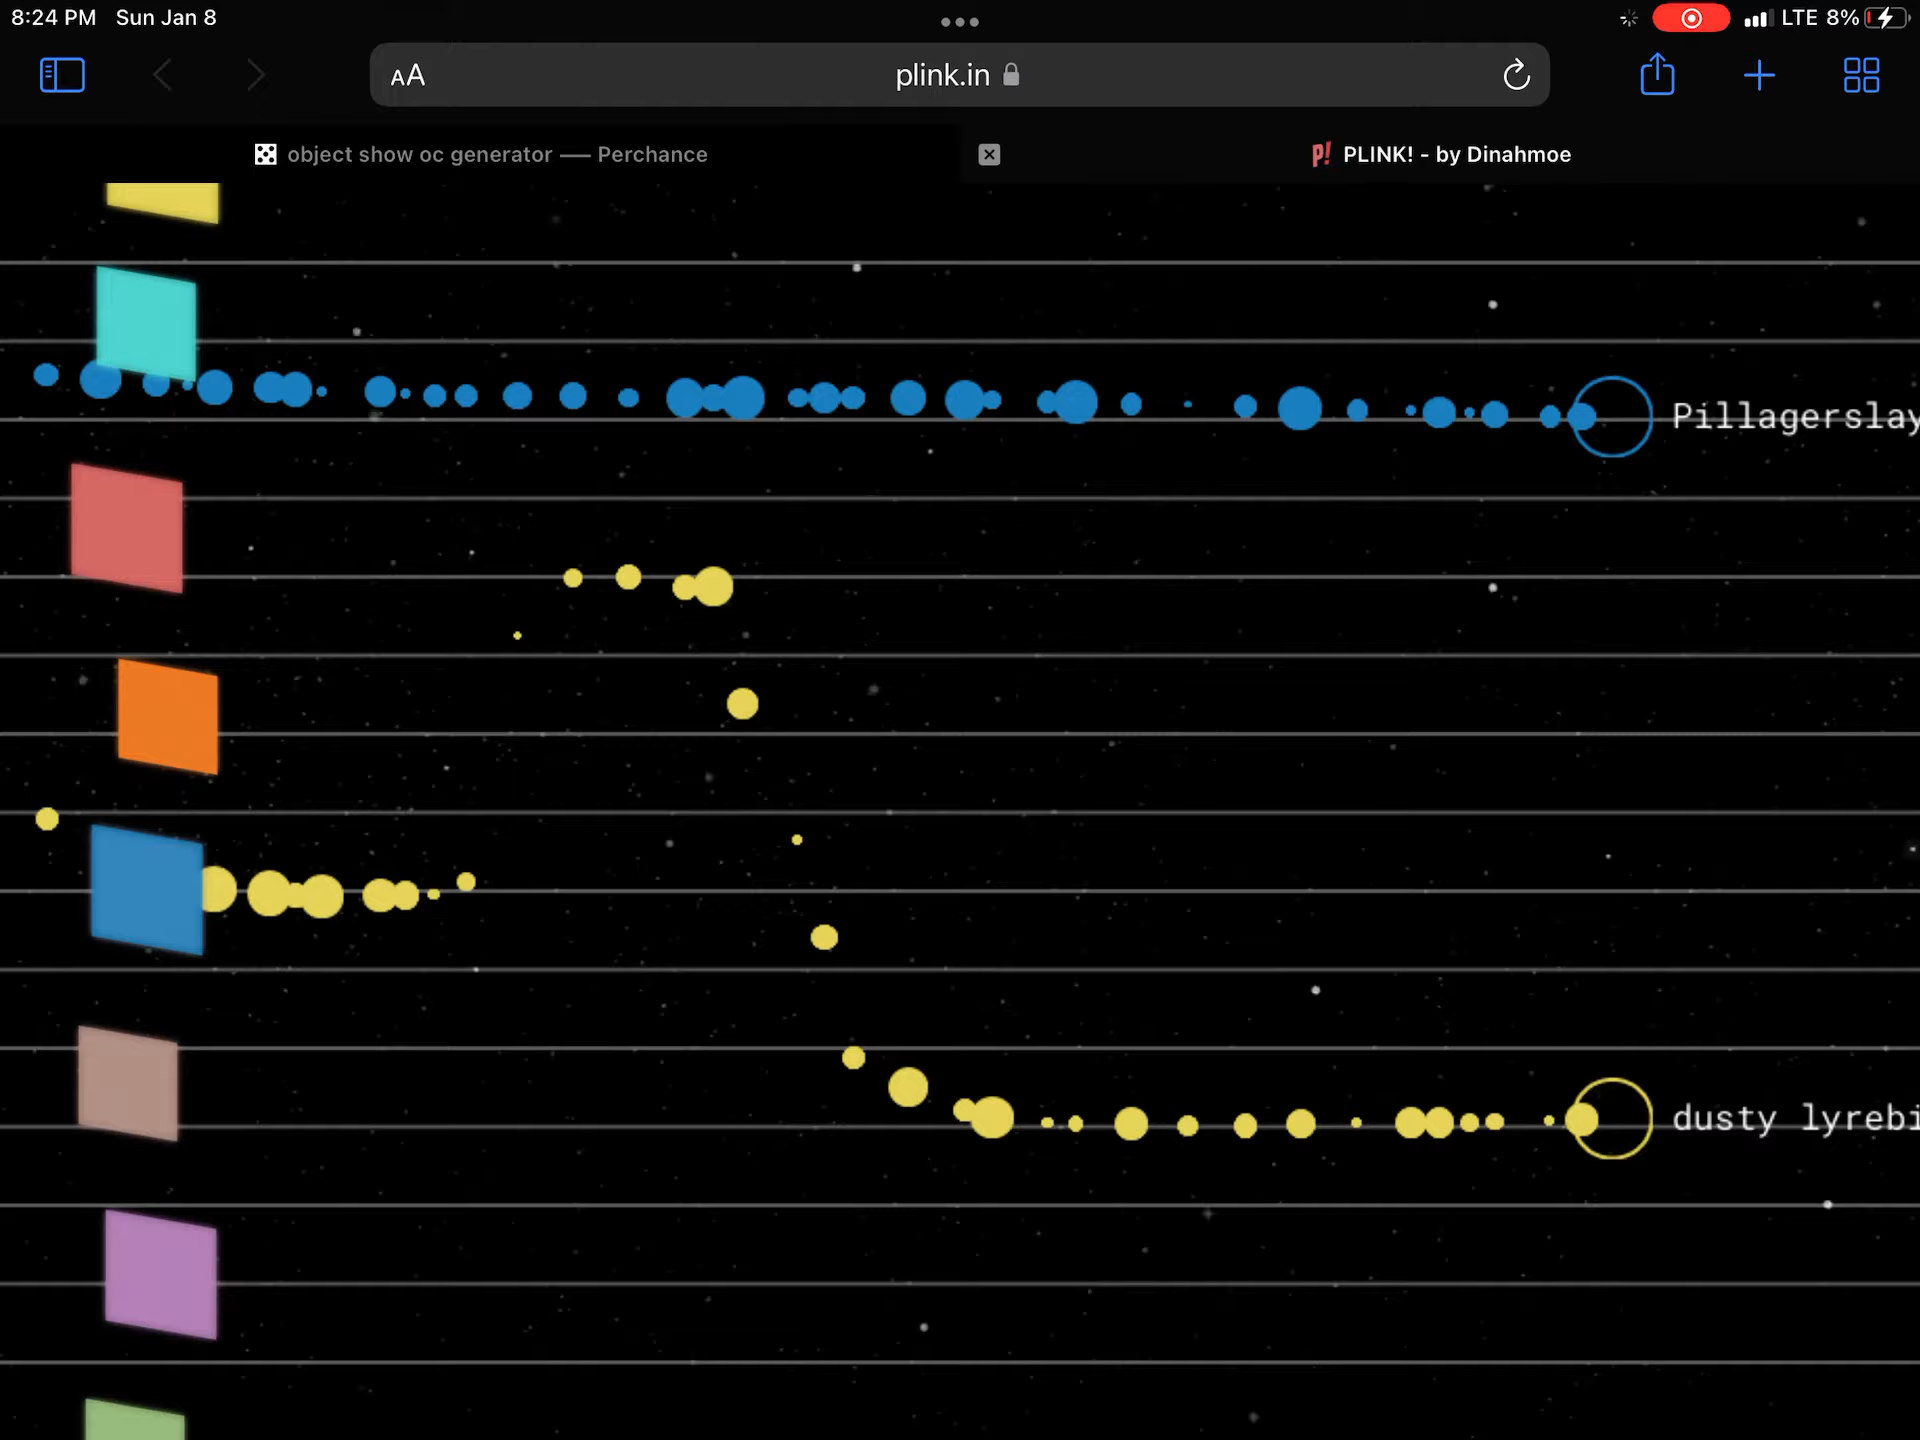 8:24 PM Sun Jan 8
LTE 8%
AA
plink.in
object show oc generator — Perchance
p! PLINK! - by Dinahmoe
Pillagerslay
dusty lyrebi